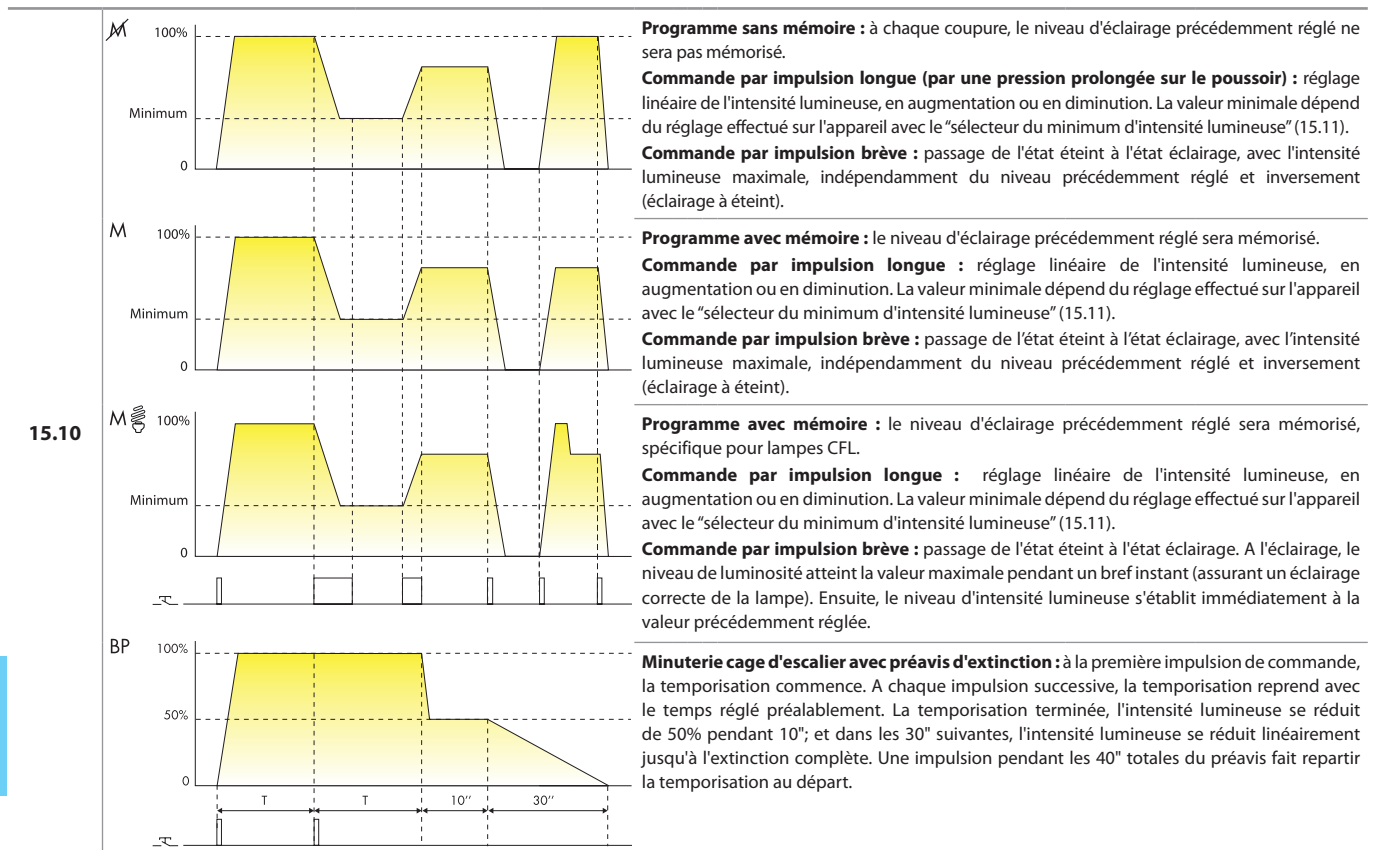 15.10
M
100%
Minimum
0
Programme sans mémoire : à chaque coupure, le niveau d'éclairage précédemment réglé ne
sera pas mémorisé.
Commande par impulsion longue (par une pression prolongée sur le poussoir) : réglage
linéaire de l'intensité lumineuse, en augmentation ou en diminution. La valeur minimale dépend
du réglage effectué sur l'appareil avec le "sélecteur du minimum d'intensité lumineuse" (15.11).
Commande par impulsion brève : passage de l'état éteint à l'état éclairage, avec l'intensité
lumineuse maximale, indépendamment du niveau précédemment réglé et inversement
(éclairage à éteint).
M
100%
Minimum
0
Programme avec mémoire : le niveau d'éclairage précédemment réglé sera mémorisé.
Commande par impulsion longue : réglage linéaire de l'intensité lumineuse, en
augmentation ou en diminution. La valeur minimale dépend du réglage effectué sur l'appareil
avec le "sélecteur du minimum d'intensité lumineuse" (15.11).
Commande par impulsion brève : passage de l'état éteint à l'état éclairage, avec l'intensité
lumineuse maximale, indépendamment du niveau précédemment réglé et inversement
(éclairage à éteint).
M
100%
Minimum
0
Programme avec mémoire : le niveau d'éclairage précédemment réglé sera mémorisé,
spécifique pour lampes CFL.
Commande par impulsion longue : réglage linéaire de l'intensité lumineuse, en
augmentation ou en diminution. La valeur minimale dépend du réglage effectué sur l'appareil
avec le "sélecteur du minimum d'intensité lumineuse" (15.11).
Commande par impulsion brève : passage de l'état éteint à l'état éclairage. A l'éclairage, le
niveau de luminosité atteint la valeur maximale pendant un bref instant (assurant un éclairage
correcte de la lampe). Ensuite, le niveau d'intensité lumineuse s'établit immédiatement à la
valeur précédemment réglée.
BP
100%
50%
0
T T 10'' 30''
Minuterie cage d'escalier avec préavis d'extinction : à la première impulsion de commande,
la temporisation commence. A chaque impulsion successive, la temporisation reprend avec
le temps réglé préalablement. La temporisation terminée, l'intensité lumineuse se réduit
de 50% pendant 10"; et dans les 30" suivantes, l'intensité lumineuse se réduit linéairement
jusqu'à l'extinction complète. Une impulsion pendant les 40" totales du préavis fait repartir
la temporisation au départ.